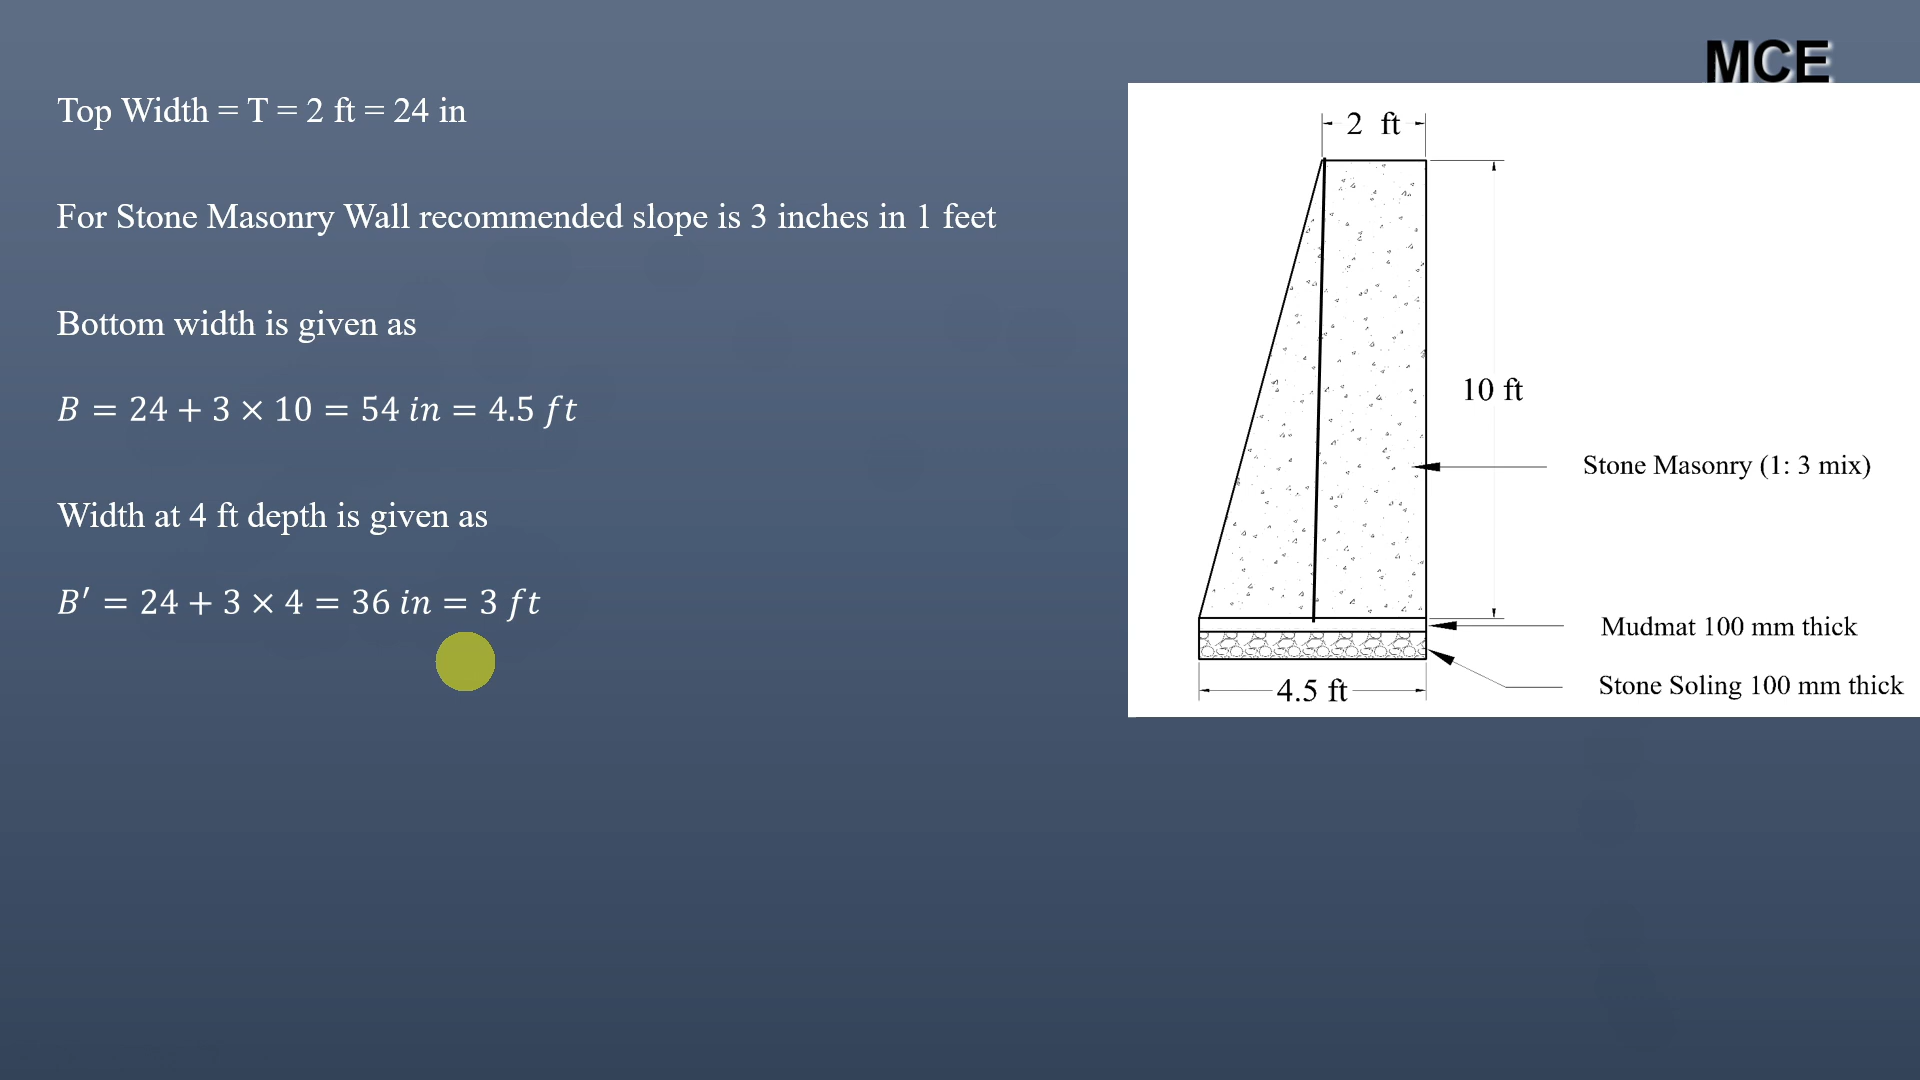 MCE
Top Width = T = 2 ft = 24 in
For Stone Masonry Wall recommended slope is 3 inches in 1 feet
Bottom width is given as
B = 24 + 3 × 10 = 54 in = 4.5 ft
Width at 4 ft depth is given as
B′ = 24 + 3 × 4 = 36 in = 3 ft
2 ft
10 ft
Stone Masonry (1: 3 mix)
Mudmat 100 mm thick
Stone Soling 100 mm thick
4.5 ft